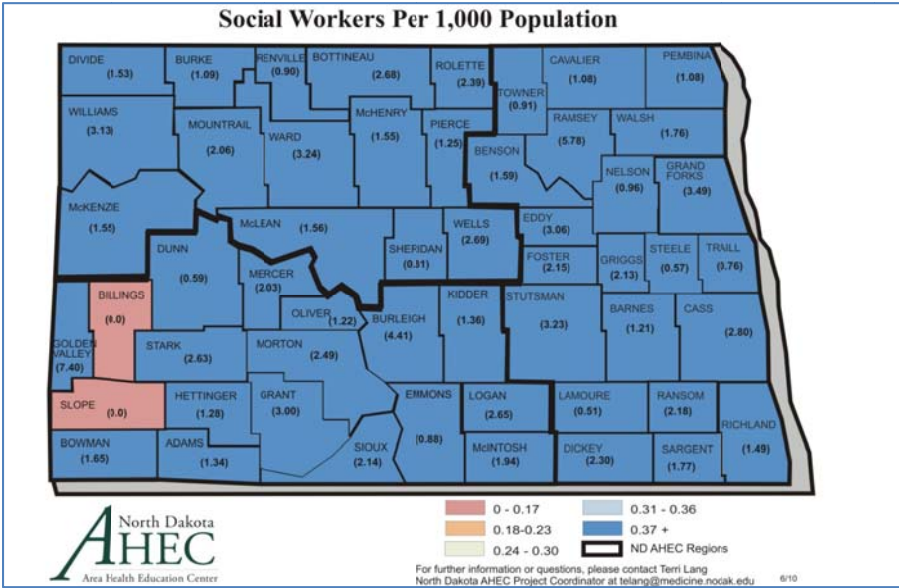 Social Workers Per 1,000 Population
DIVIDE
(1.53)
BURKE
(1.09)
RENVILLE
(0.90)
BOTTINEAU
(2.68)
ROLETTE
(2.39)
TOWNER
(0.91)
CAVALIER
(1.08)
PEMBINA
(1.08)
WILLIAMS
(3.13)
MOUNTRAIL
(2.06)
WARD
(3.24)
McHENRY
(1.55)
PIERCE
(1.25)
BENSON
(1.59)
RAMSEY
(5.78)
WALSH
(1.76)
NELSON
(0.96)
GRAND
FORKS
(3.49)
McKENZIE
McLEAN
(1.56)
SHERIDAN
WELLS
(2.69)
EDDY
(3.06)
FOSTER
(2.15)
GRIGGS
(2.13)
STEELE
(0.57)
TRAILL
(0.76)
DUNN
(0.59)
MERCER
(2.03)
OLIVER
(1.22)
BILLINGS
(0.0)
GOLDEN
VALLEY
(7.40)
STARK
(2.63)
MORTON
(2.49)
BURLEIGH
(4.41)
KIDDER
(1.36)
STUTSMAN
(3.23)
BARNES
(1.21)
CASS
(2.80)
SLOPE
(0.0)
HETTINGER
(1.28)
GRANT
(3.00)
EMMONS
(0.88)
LOGAN
(2.65)
LAMOURE
(0.51)
RANSOM
(2.18)
RICHLAND
(1.49)
BOWMAN
(1.65)
ADAMS
(1.34)
SIOUX
(2.14)
McINTOSH
(1.94)
DICKEY
(2.30)
SARGENT
(1.77)
North Dakota
AHEC
Area Health Education Center
0 - 0.17
0.18-0.23
0.24 - 0.30
0.31 - 0.36
0.37 +
ND AHEC Regions
For further information or questions, please contact Terri Lang
North Dakota AHEC Project Coordinator at telang@medicine.nodak.edu
6/10